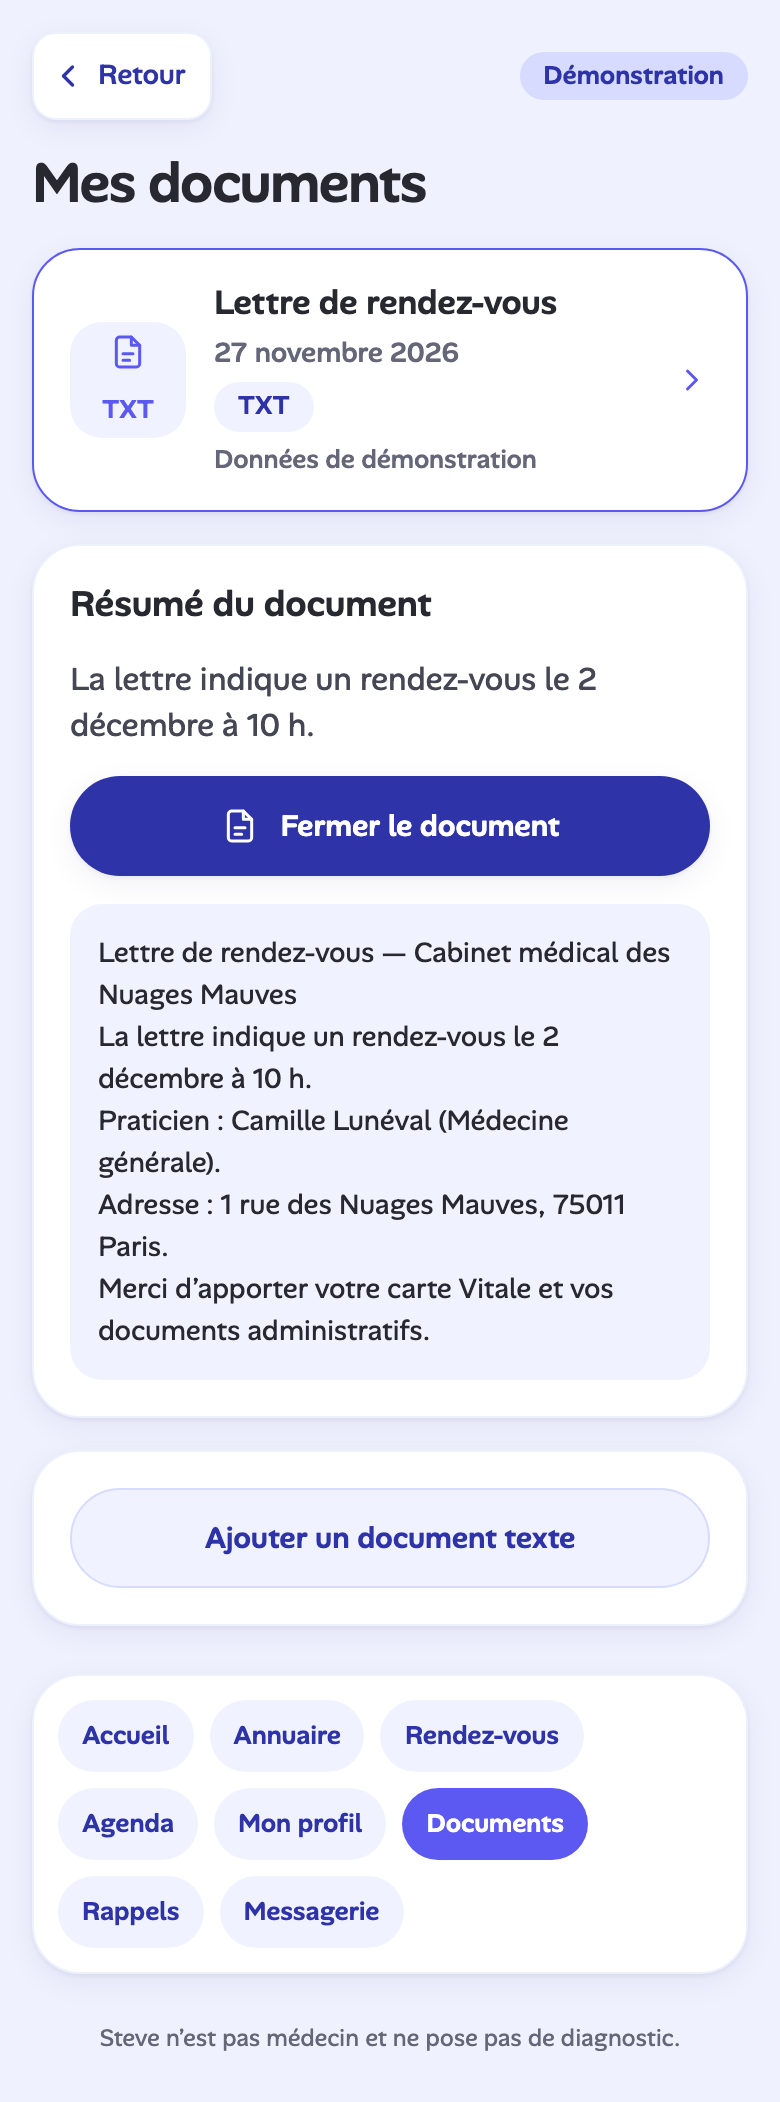 Retour
Démonstration
Mes documents
TXT
Lettre de rendez-vous
27 novembre 2026
TXT
Données de démonstration
Résumé du document
La lettre indique un rendez-vous le 2
décembre à 10 h.
Fermer le document
Lettre de rendez-vous — Cabinet médical des
Nuages Mauves
La lettre indique un rendez-vous le 2
décembre à 10 h.
Praticien : Camille Lunéval (Médecine
générale).
Adresse : 1 rue des Nuages Mauves, 75011
Paris.
Merci d’apporter votre carte Vitale et vos
documents administratifs.
Ajouter un document texte
Accueil
Annuaire
Rendez-vous
Agenda
Mon profil
Documents
Rappels
Messagerie
Steve n’est pas médecin et ne pose pas de diagnostic.